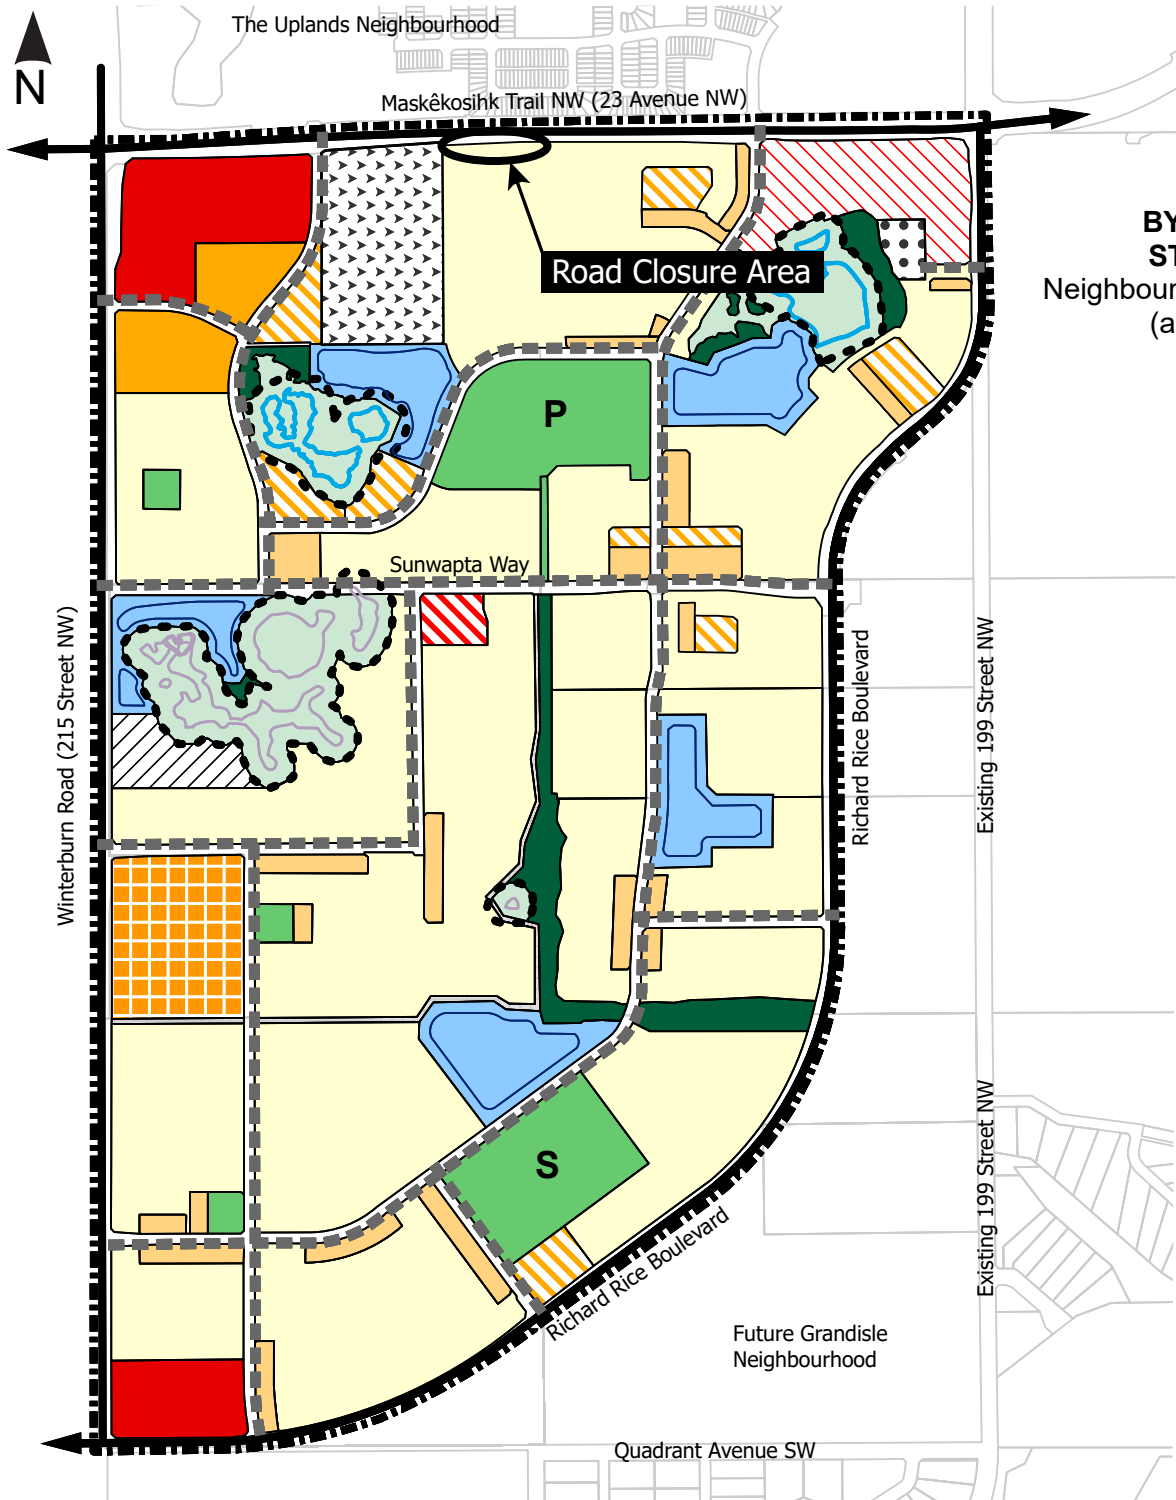 The Uplands Neighbourhood
N
Maskêkosihk Trail NW (23 Avenue NW)
BY
ST
Neighbour
(a
Road Closure Area
P
Sunwapta Way
Winterburn Road (215 Street NW)
Richard Rice Boulevard
Existing 199 Street NW
S
Existing 199 Street NW
Richard Rice Boulevard
Future Grandisle
Neighbourhood
Quadrant Avenue SW